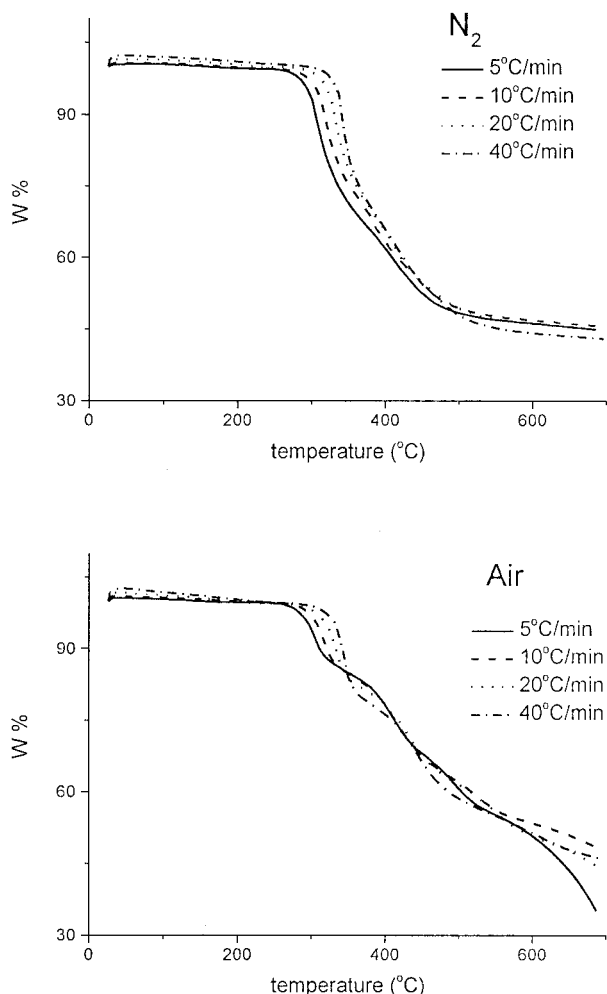 N₂
5°C/min
10°C/min
20°C/min
40°C/min
90
60
30
W %
0 200 400 600
temperature (°C)
Air
5°C/min
10°C/min
20°C/min
40°C/min
90
60
30
W %
0 200 400 600
temperature (°C)